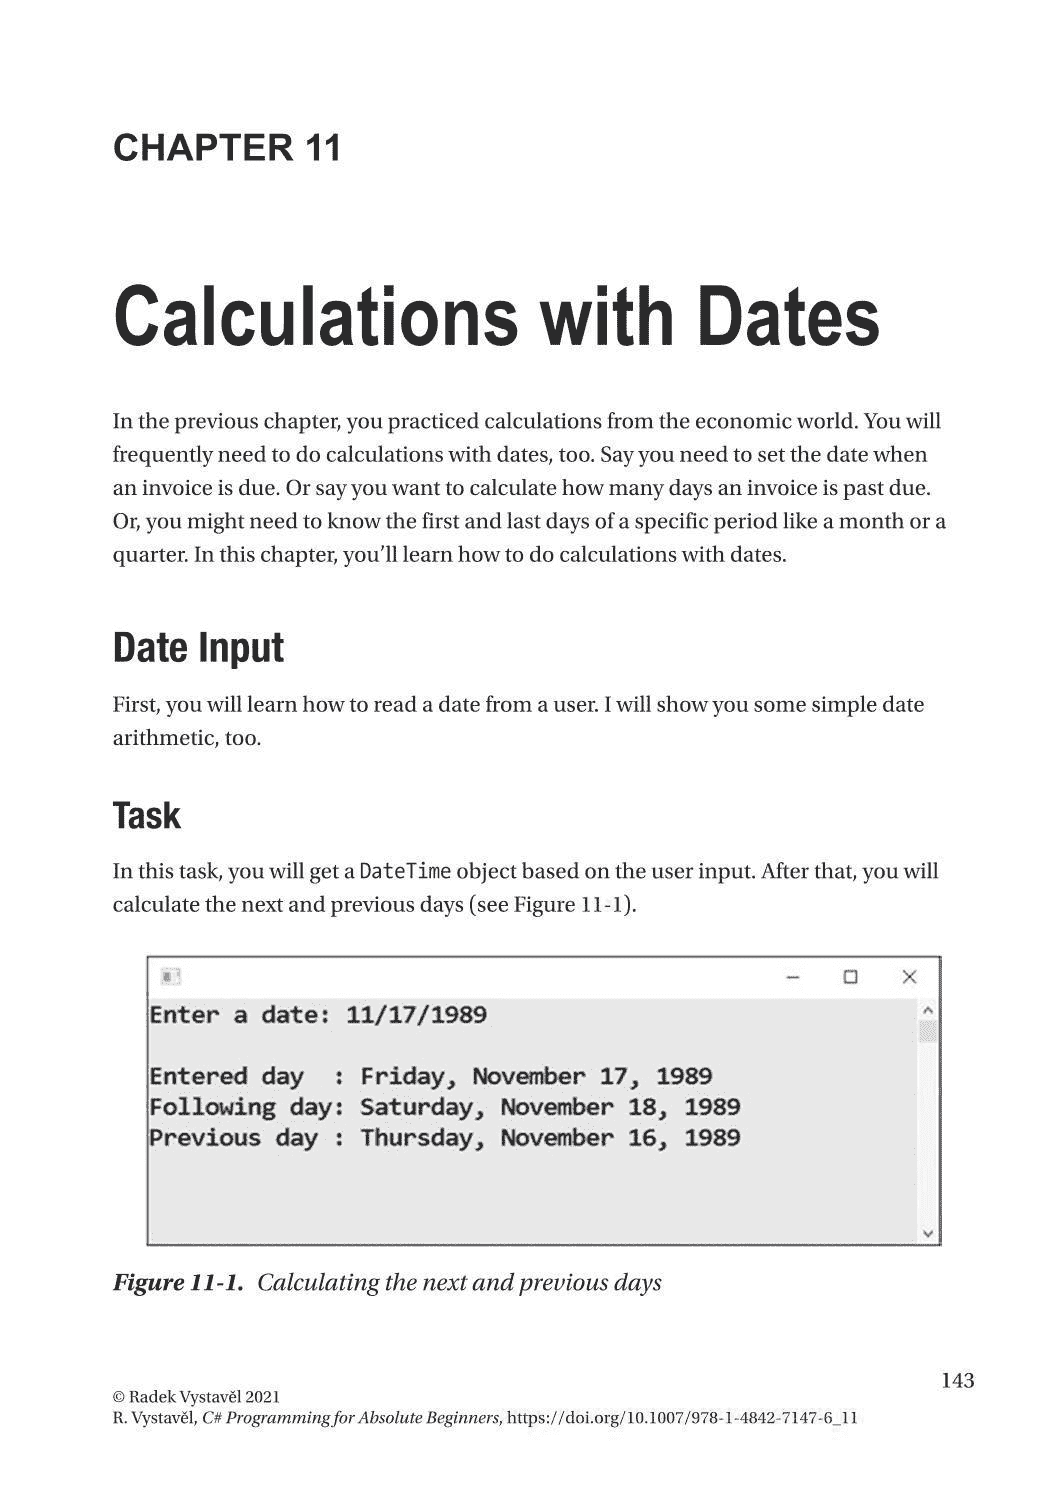 CHAPTER 11
Calculations with Dates
In the previous chapter, you practiced calculations from the economic world. You will
frequently need to do calculations with dates, too. Say you need to set the date when
an invoice is due. Or say you want to calculate how many days an invoice is past due.
Or, you might need to know the first and last days of a specific period like a month or a
quarter. In this chapter, you’ll learn how to do calculations with dates.
Date Input
First, you will learn how to read a date from a user. I will show you some simple date
arithmetic, too.
Task
In this task, you will get a DateTime object based on the user input. After that, you will
calculate the next and previous days (see Figure 11-1).
Enter a date: 11/17/1989
Entered day  : Friday, November 17, 1989
Following day: Saturday, November 18, 1989
Previous day : Thursday, November 16, 1989
Figure 11-1. Calculating the next and previous days
143
© Radek Vystavěl 2021
R. Vystavěl, C# Programming for Absolute Beginners, https://doi.org/10.1007/978-1-4842-7147-6_11